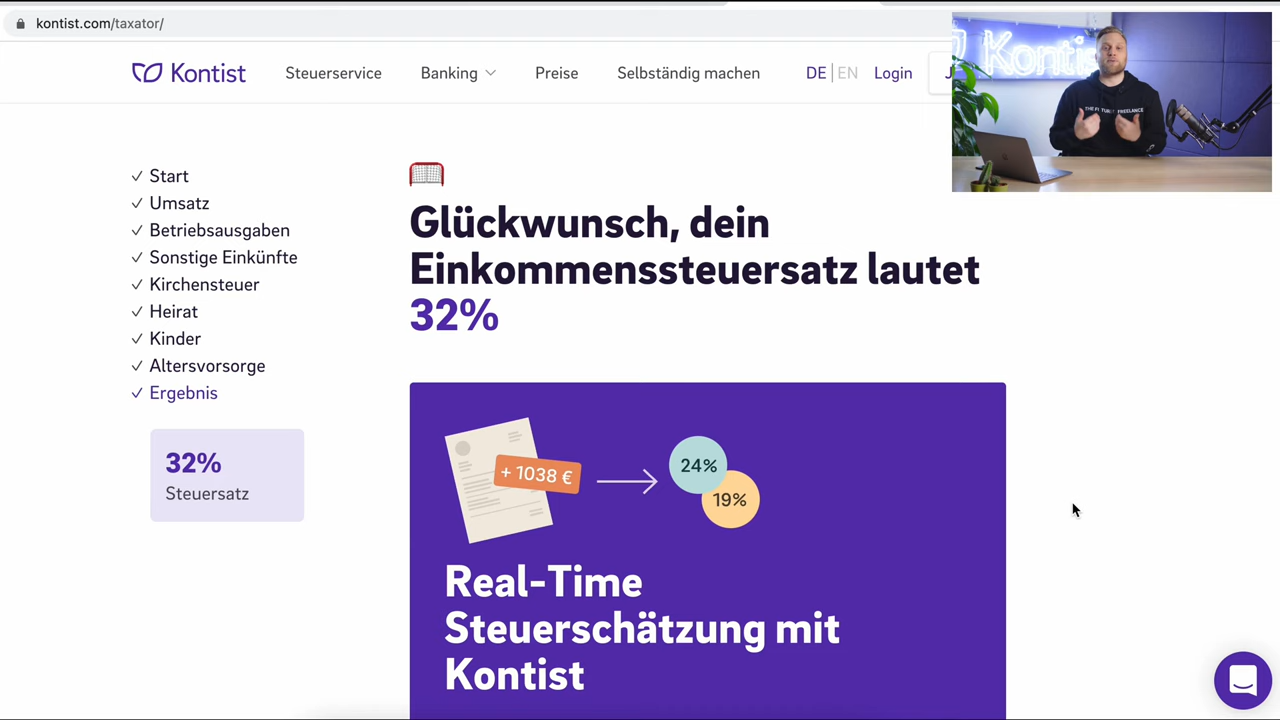 kontist.com/taxator/
Kontist
Steuerservice
Banking
Preise
Selbständig machen
DE | EN
Login
J
Start
Umsatz
Betriebsausgaben
Sonstige Einkünfte
Kirchensteuer
Heirat
Kinder
Altersvorsorge
Ergebnis
32%
Steuersatz
Glückwunsch, dein
Einkommenssteuersatz lautet
32%
+ 1038 €
24%
19%
Real-Time
Steuerschätzung mit
Kontist
Kontis